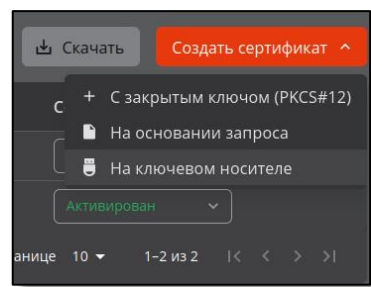 Скачать
Создать сертификат
С
+ С закрытым ключом (PKCS#12)
На основании запроса
На ключевом носителе
Активирован
анице 10 1–2 из 2